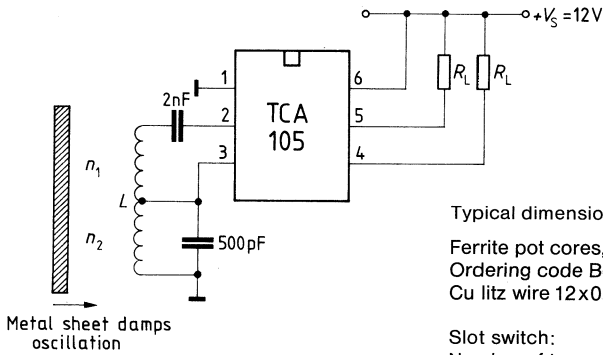 +V_S = 12V
1
6
R_L
R_L
2nF
TCA
105
2
5
3
4
n_1
L
n_2
500pF
Typical dimensio
Ferrite pot cores,
Ordering code B
Cu litz wire 12x0
Metal sheet damps
oscillation
Slot switch: